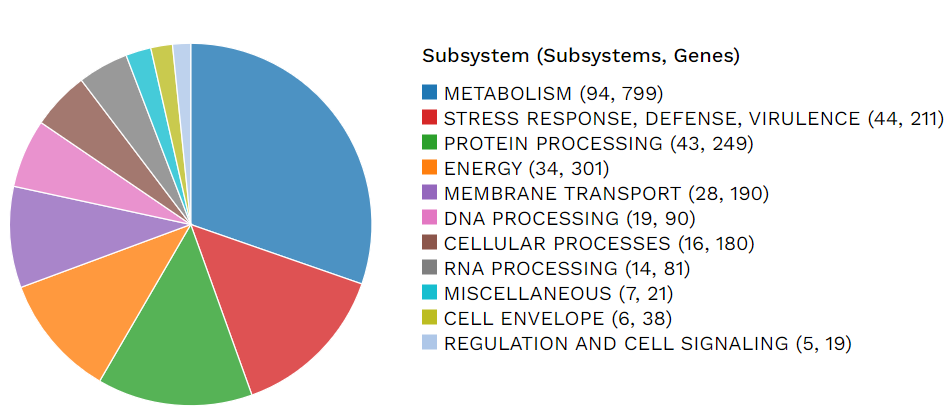 Subsystem (Subsystems, Genes)
METABOLISM (94, 799)
STRESS RESPONSE, DEFENSE, VIRULENCE (44, 211)
PROTEIN PROCESSING (43, 249)
ENERGY (34, 301)
MEMBRANE TRANSPORT (28, 190)
DNA PROCESSING (19, 90)
CELLULAR PROCESSES (16, 180)
RNA PROCESSING (14, 81)
MISCELLANEOUS (7, 21)
CELL ENVELOPE (6, 38)
REGULATION AND CELL SIGNALING (5, 19)